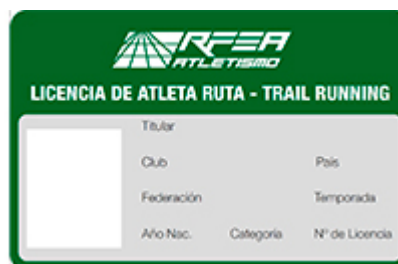 RFEA
ATLETISMO
LICENCIA DE ATLETA RUTA - TRAIL RUNNING
Titular
Club País
Federación Temporada
Año Nac. Categoría Nº de Licencia